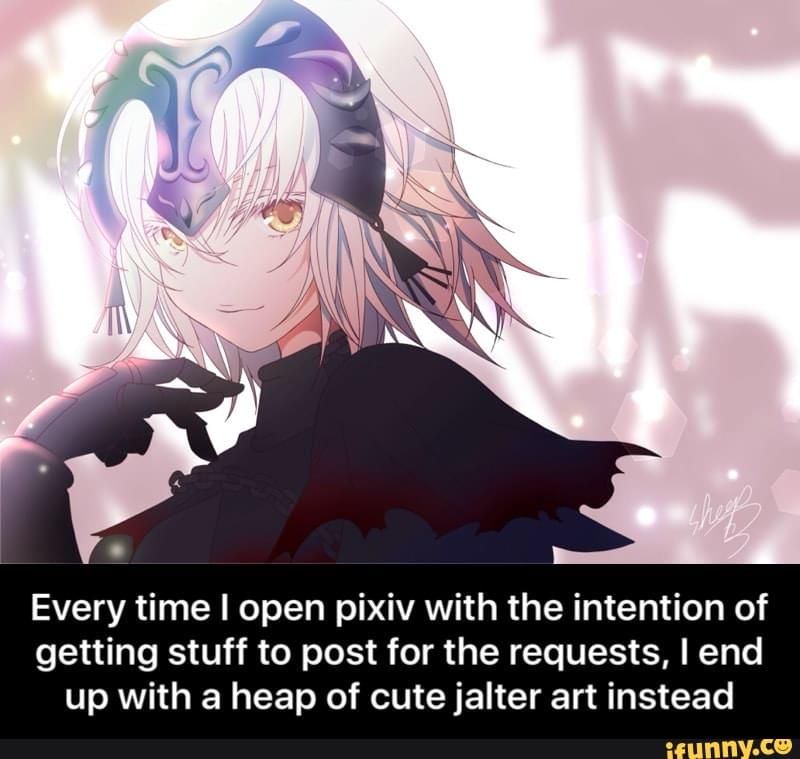 sheep
Every time I open pixiv with the intention of
getting stuff to post for the requests, I end
up with a heap of cute jalter art instead
ifunny.co